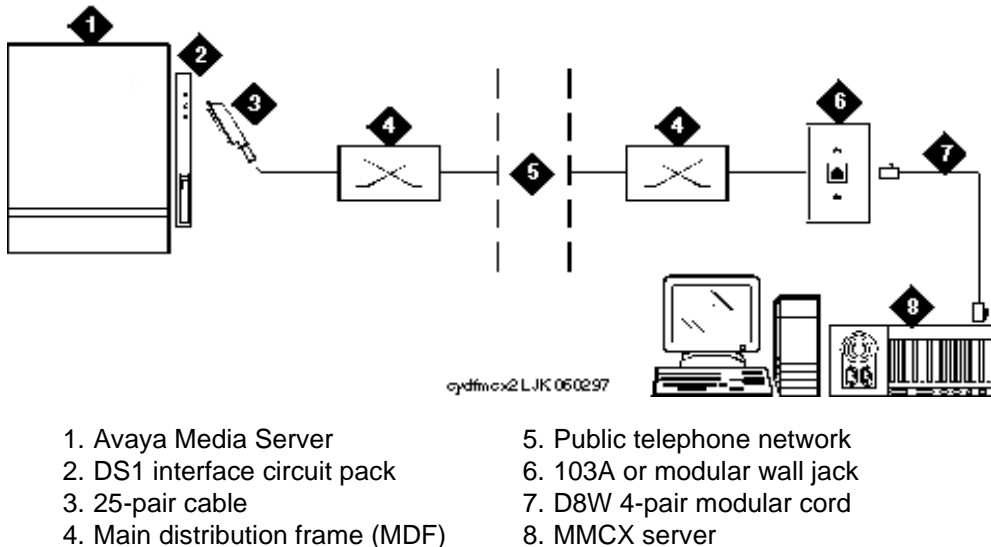 1
2
3
4
5
4
6
7
8
cydfmcx2 LJK 060297
1. Avaya Media Server
2. DS1 interface circuit pack
3. 25-pair cable
4. Main distribution frame (MDF)
5. Public telephone network
6. 103A or modular wall jack
7. D8W 4-pair modular cord
8. MMCX server